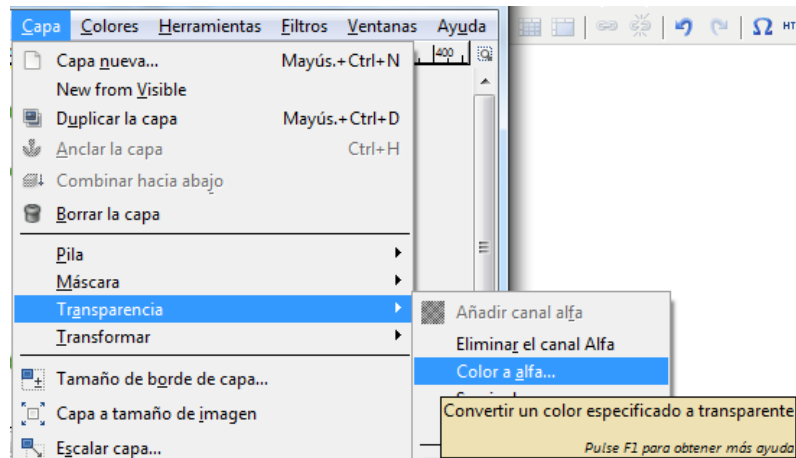 Capa Colores Herramientas Filtros Ventanas Ayuda
Ω HT
400
Capa nueva... Mayús.+Ctrl+N
New from Visible
Duplicar la capa Mayús.+Ctrl+D
Anclar la capa Ctrl+H
Combinar hacia abajo
Borrar la capa
Pila
Máscara
Transparencia
Transformar
Tamaño de borde de capa...
Capa a tamaño de imagen
Escalar capa...
Añadir canal alfa
Eliminar el canal Alfa
Color a alfa...
Convertir un color especificado a transparente
Pulse F1 para obtener más ayuda